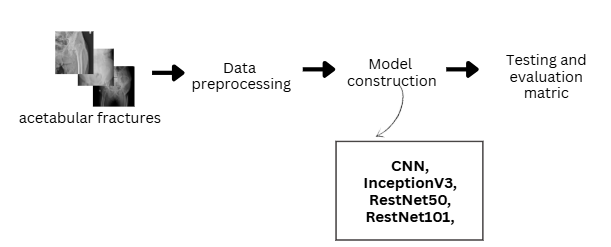 acetabular fractures
Data
preprocessing
Model
construction
Testing and
evaluation
matric
CNN,
InceptionV3,
RestNet50,
RestNet101,